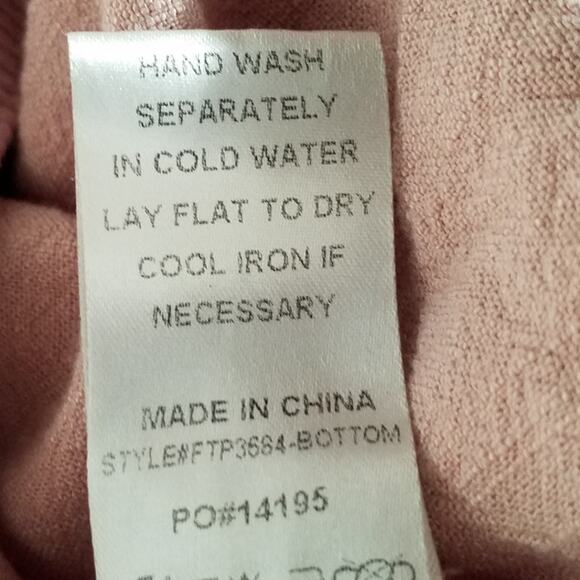 HAND WASH
SEPARATELY
IN COLD WATER
LAY FLAT TO DRY
COOL IRON IF
NECESSARY
MADE IN CHINA
STYLE#FTP3664-BOTTOM
PO#14195